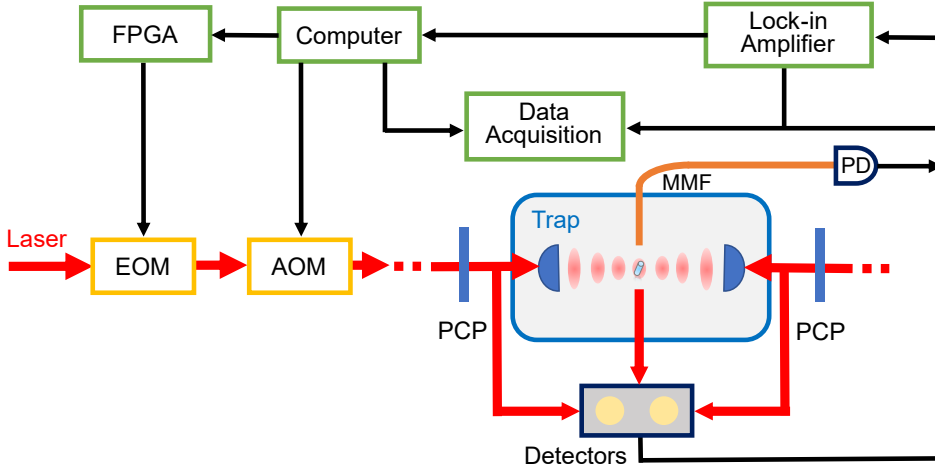 FPGA
Computer
Lock-in
Amplifier
Data
Acquisition
MMF
PD
Laser
EOM
AOM
Trap
PCP
PCP
Detectors